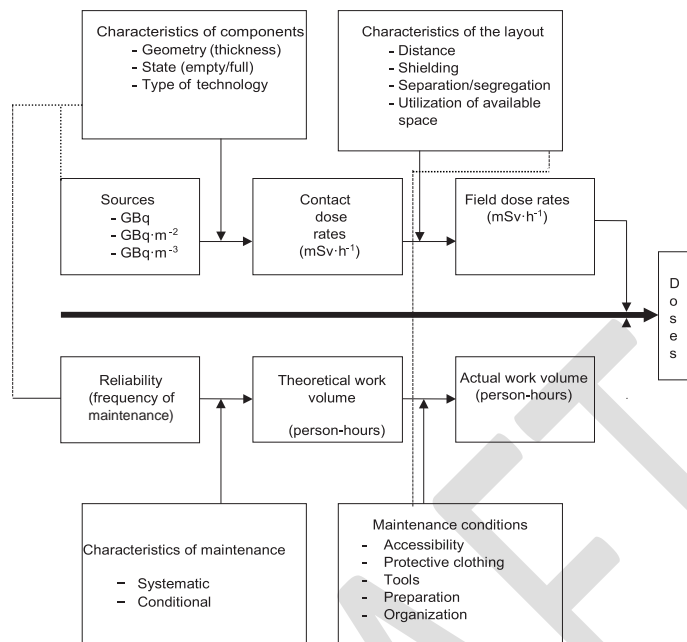 Characteristics of components
- Geometry (thickness)
- State (empty/full)
- Type of technology
Characteristics of the layout
- Distance
- Shielding
- Separation/segregation
- Utilization of available
space
Sources
- GBq
- GBq·m⁻²
- GBq·m⁻³
Contact
dose
rates
(mSv·h⁻¹)
Field dose rates
(mSv·h⁻¹)
D
o
s
e
s
Reliability
(frequency of
maintenance)
Theoretical work
volume
(person-hours)
Actual work volume
(person-hours)
Characteristics of maintenance
– Systematic
– Conditional
Maintenance conditions
- Accessibility
- Protective clothing
- Tools
- Preparation
- Organization